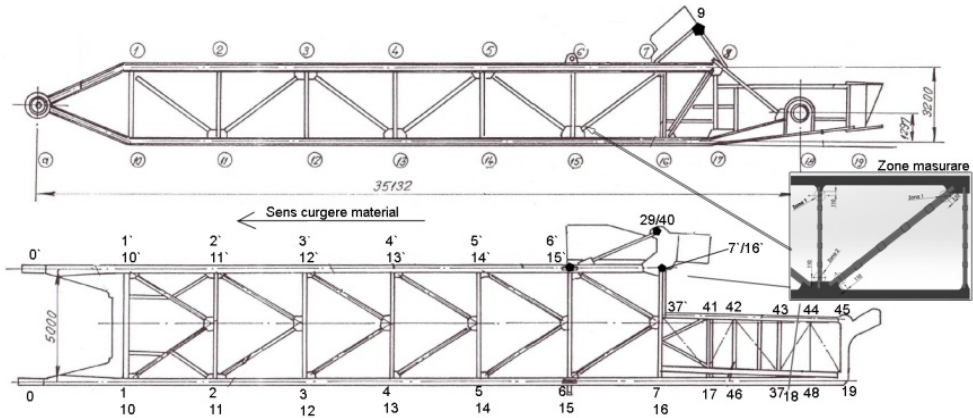 9
1 2 3 4 5 6 7 8
3200
1297
10 11 12 13 14 15 16 17 18 19
Zone masurare
35132
Sens curgere material
29/40
0` 1` 2` 3` 4` 5` 6` 7`/16`
10` 11` 12` 13` 14` 15`
5000
37` 41 42 43 44 45
0 1 2 3 4 5 6 7 17 46 37 48 19
18
10 11 12 13 14 15 16